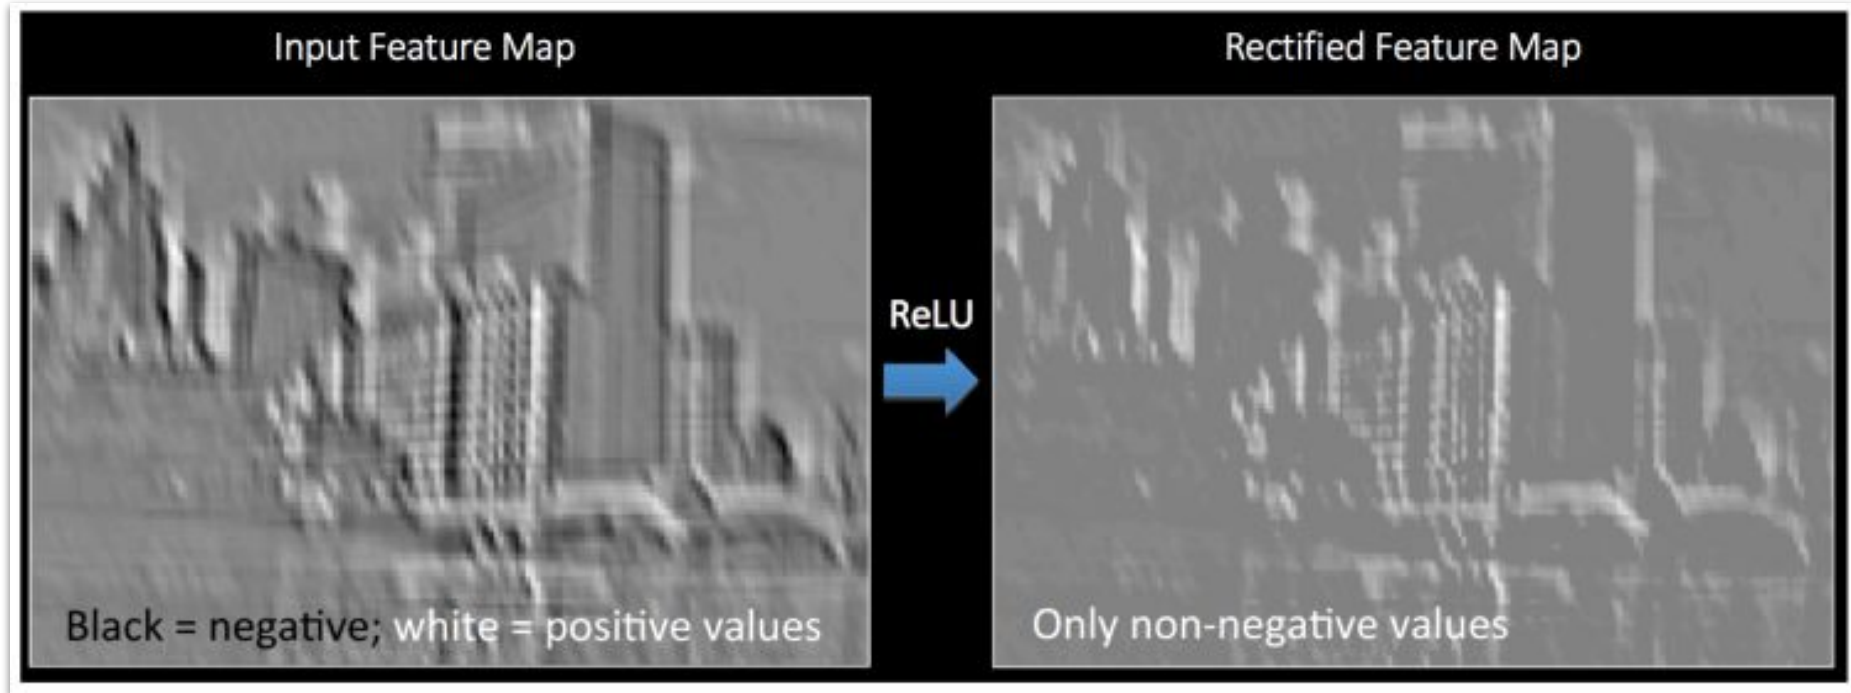 Input Feature Map
Rectified Feature Map
ReLU
Black = negative; white = positive values
Only non-negative values